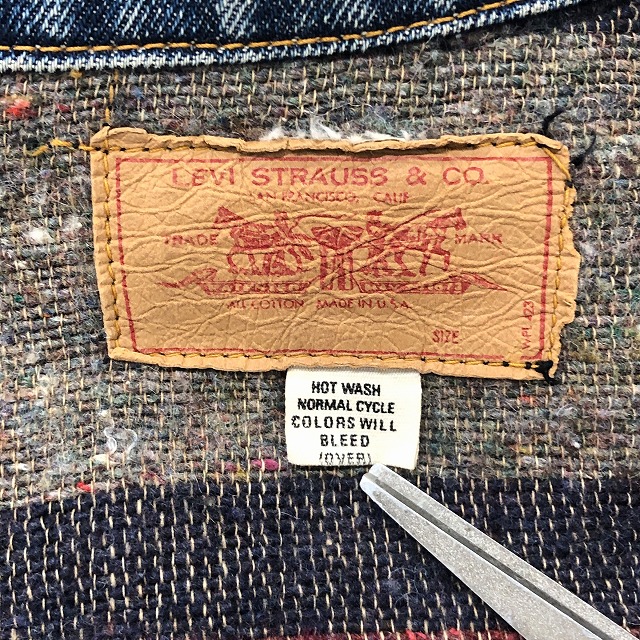 LEVI STRAUSS & CO.
SAN FRANCISCO, CALIF.
TRADE MARK
ALL COTTON MADE IN U.S.A.
SIZE
HOT WASH
NORMAL CYCLE
COLORS WILL
BLEED
(OVER)